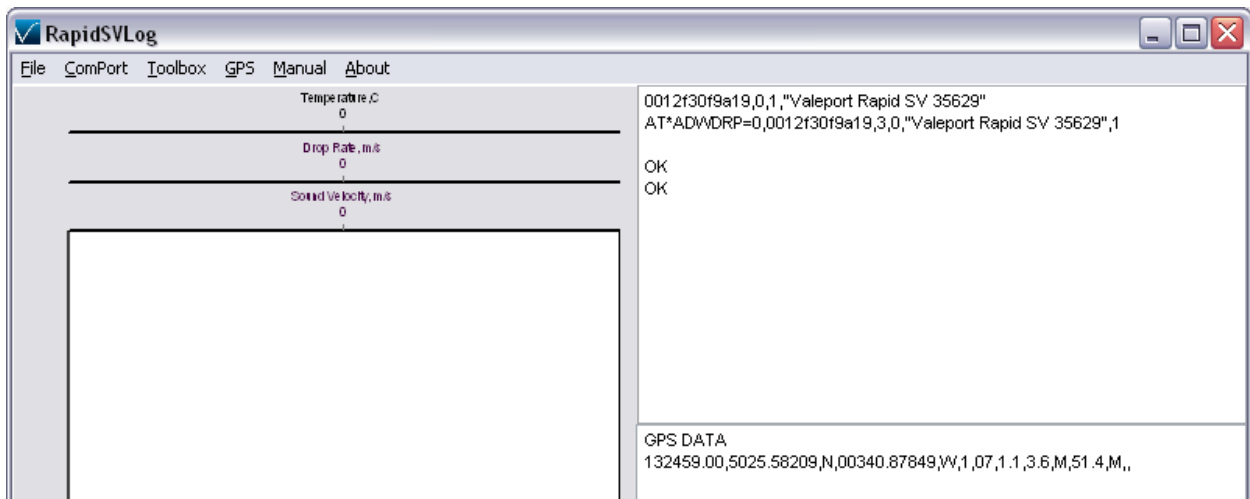 RapidSVLog
File ComPort Toolbox GPS Manual About
Temperature,C
0
Drop Rate, m/s
0
Sound Velocity, m/s
0
0012f30f9a19,0,1,"Valeport Rapid SV 35629"
AT*ADWDRP=0,0012f30f9a19,3,0,"Valeport Rapid SV 35629",1
OK
OK
GPS DATA
132459.00,5025.58209,N,00340.87849,W,1,07,1.1,3.6,M,51.4,M,,